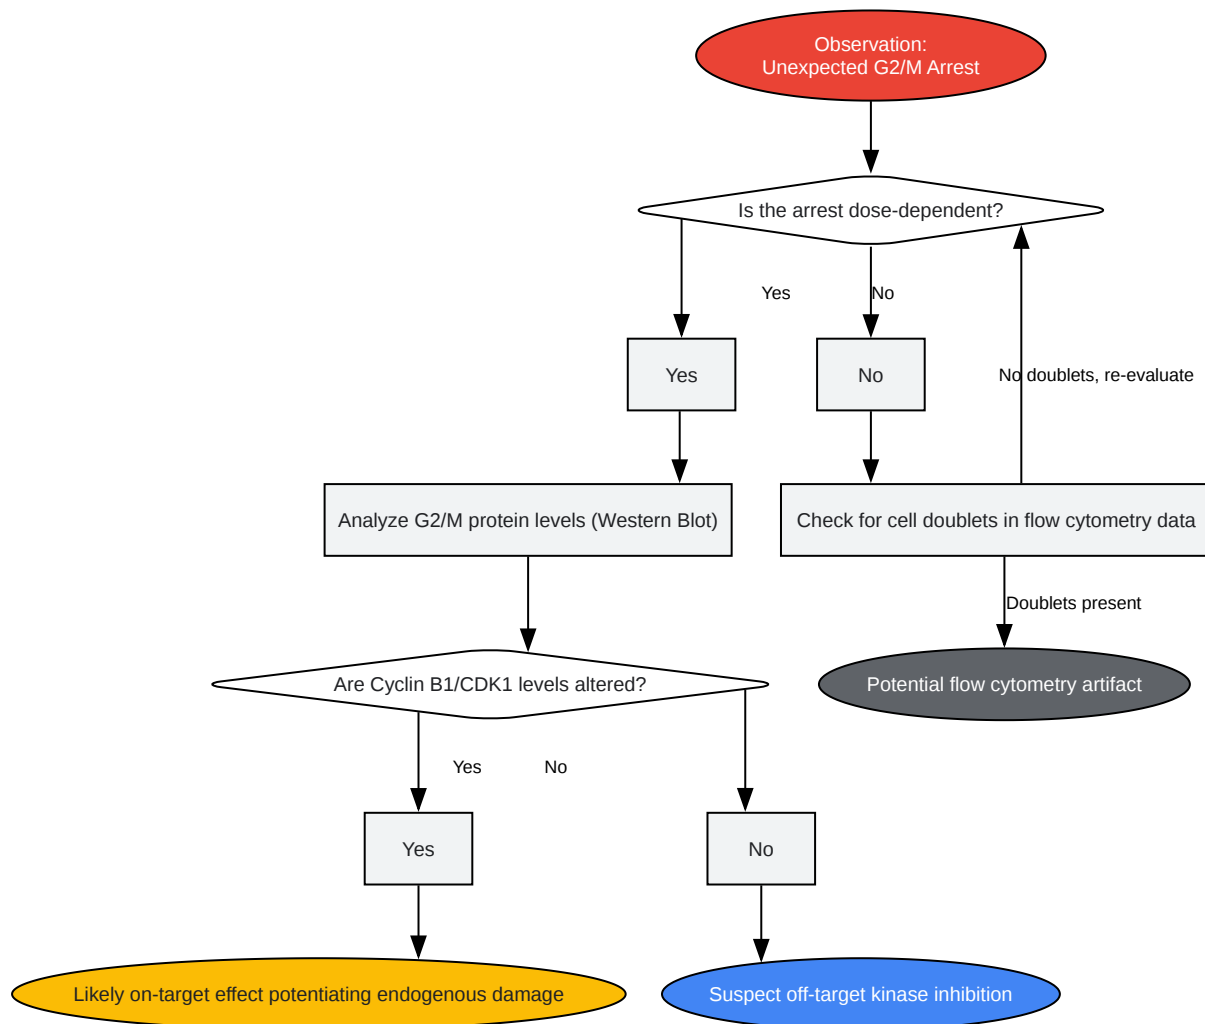 Observation:
Unexpected G2/M Arrest
Is the arrest dose-dependent?
Yes
No
Yes
No
No doublets, re-evaluate
Analyze G2/M protein levels (Western Blot)
Check for cell doublets in flow cytometry data
Doublets present
Are Cyclin B1/CDK1 levels altered?
Potential flow cytometry artifact
Yes
No
Yes
No
Likely on-target effect potentiating endogenous damage
Suspect off-target kinase inhibition